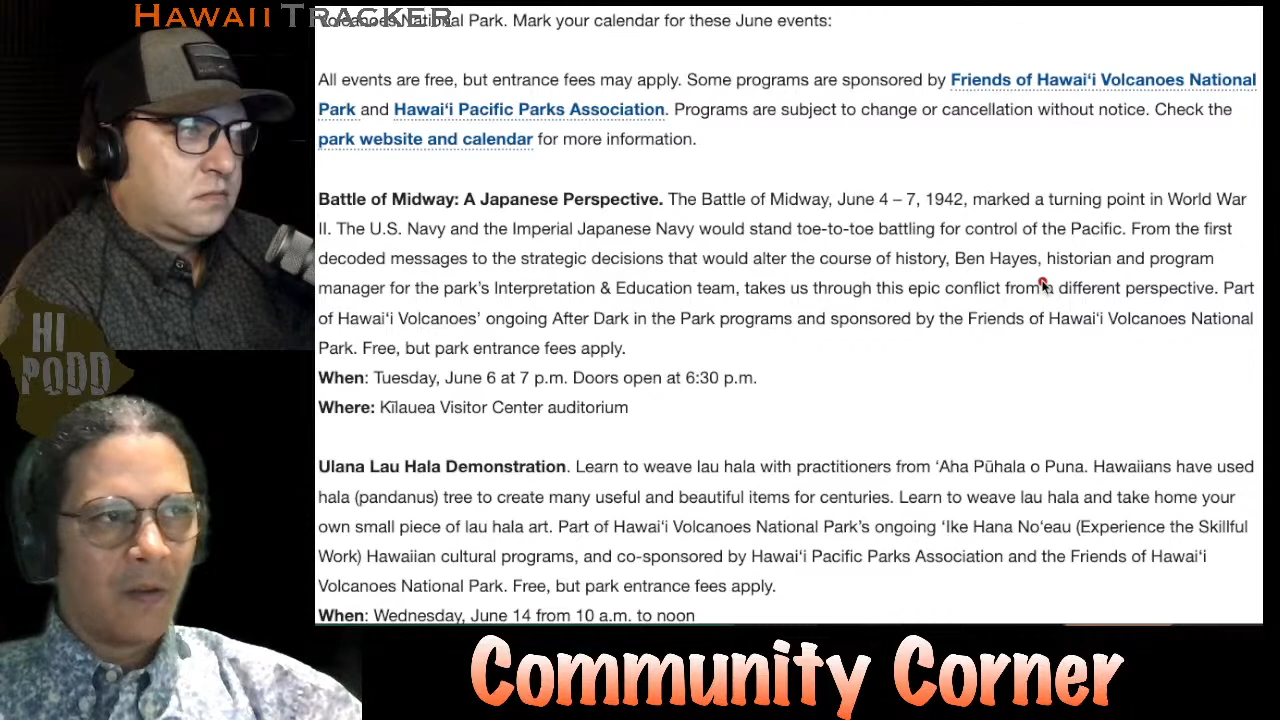 HAWAII TRACKER
Volcanoes National Park. Mark your calendar for these June events:
All events are free, but entrance fees may apply. Some programs are sponsored by Friends of Hawaiʻi Volcanoes National
Park and Hawaiʻi Pacific Parks Association. Programs are subject to change or cancellation without notice. Check the
park website and calendar for more information.
Battle of Midway: A Japanese Perspective. The Battle of Midway, June 4 – 7, 1942, marked a turning point in World War
II. The U.S. Navy and the Imperial Japanese Navy would stand toe-to-toe battling for control of the Pacific. From the first
decoded messages to the strategic decisions that would alter the course of history, Ben Hayes, historian and program
manager for the park’s Interpretation & Education team, takes us through this epic conflict from a different perspective. Part
of Hawaiʻi Volcanoes’ ongoing After Dark in the Park programs and sponsored by the Friends of Hawaiʻi Volcanoes National
Park. Free, but park entrance fees apply.
When: Tuesday, June 6 at 7 p.m. Doors open at 6:30 p.m.
Where: Kīlauea Visitor Center auditorium
Ulana Lau Hala Demonstration. Learn to weave lau hala with practitioners from ʻAha Pūhala o Puna. Hawaiians have used
hala (pandanus) tree to create many useful and beautiful items for centuries. Learn to weave lau hala and take home your
own small piece of lau hala art. Part of Hawaiʻi Volcanoes National Park’s ongoing ʻIke Hana Noʻeau (Experience the Skillful
Work) Hawaiian cultural programs, and co-sponsored by Hawaiʻi Pacific Parks Association and the Friends of Hawaiʻi
Volcanoes National Park. Free, but park entrance fees apply.
When: Wednesday, June 14 from 10 a.m. to noon
HI
PODD
Community Corner